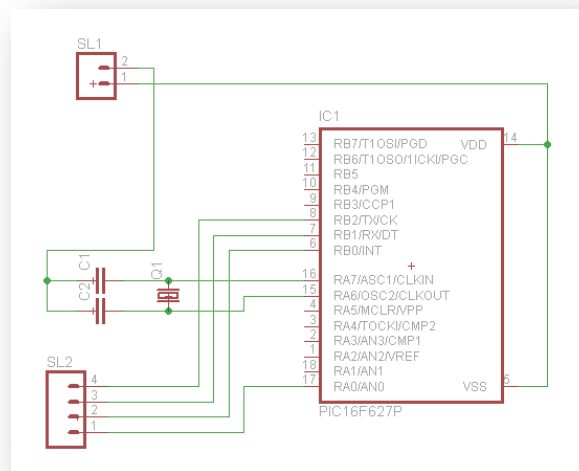 SL1
2
1
IC1
13 RB7/T1OSI/PGD VDD 14
12 RB6/T1OSO/1ICKI/PGC
11 RB5
10 RB4/PGM
9 RB3/CCP1
8 RB2/TX/CK
7 RB1/RX/DT
6 RB0/INT
C1
Q1
16 RA7/ASC1/CLKIN
C2
15 RA6/OSC2/CLKOUT
4 RA5/MCLR/VPP
3 RA4/TOCKI/CMP2
2 RA3/AN3/CMP1
1 RA2/AN2/VREF
18 RA1/AN1
17 RA0/AN0 VSS 5
PIC16F627P
SL2
4
3
2
1